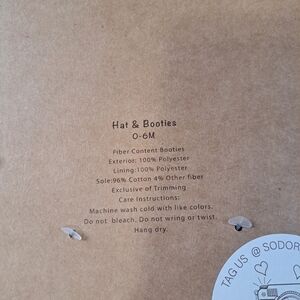 Hat & Booties
0-6M
Fiber Content Booties
Exterior: 100% Polyester
Lining:100% Polyester
Sole:96% Cotton 4% Other fiber
Exclusive of Trimming
Care Instructions:
Machine wash cold with like colors.
Do not bleach. Do not wring or twist.
Hang dry.
TAG US @ SODOR